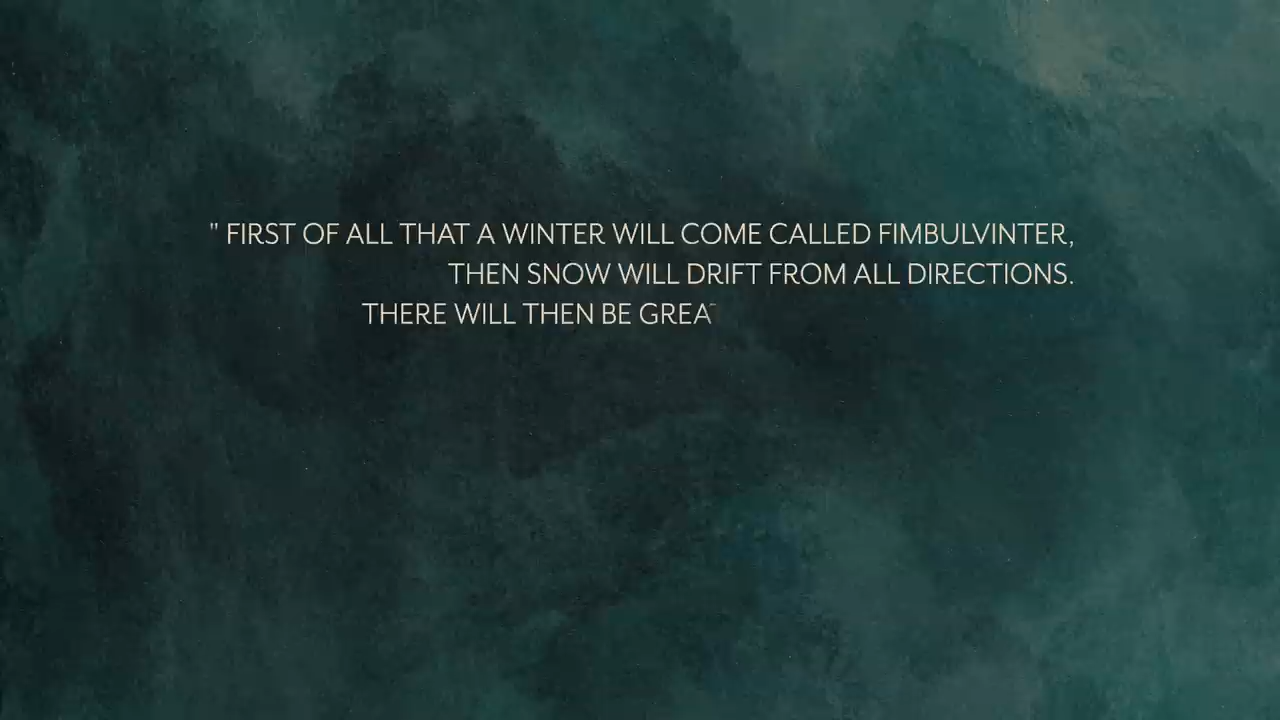 " FIRST OF ALL THAT A WINTER WILL COME CALLED FIMBULVINTER,
THEN SNOW WILL DRIFT FROM ALL DIRECTIONS.
THERE WILL THEN BE GREAT